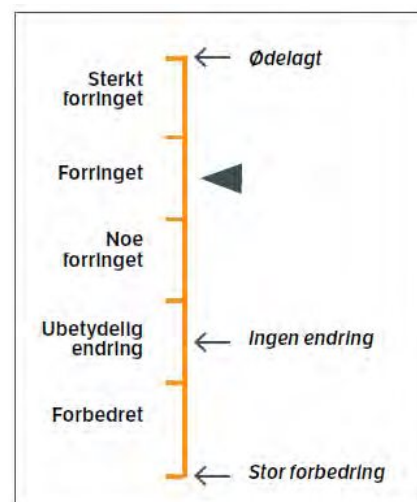 Ødelagt
Sterkt
forringet
Forringet
Noe
forringet
Ubetydelig
endring
Ingen endring
Forbedret
Stor forbedring